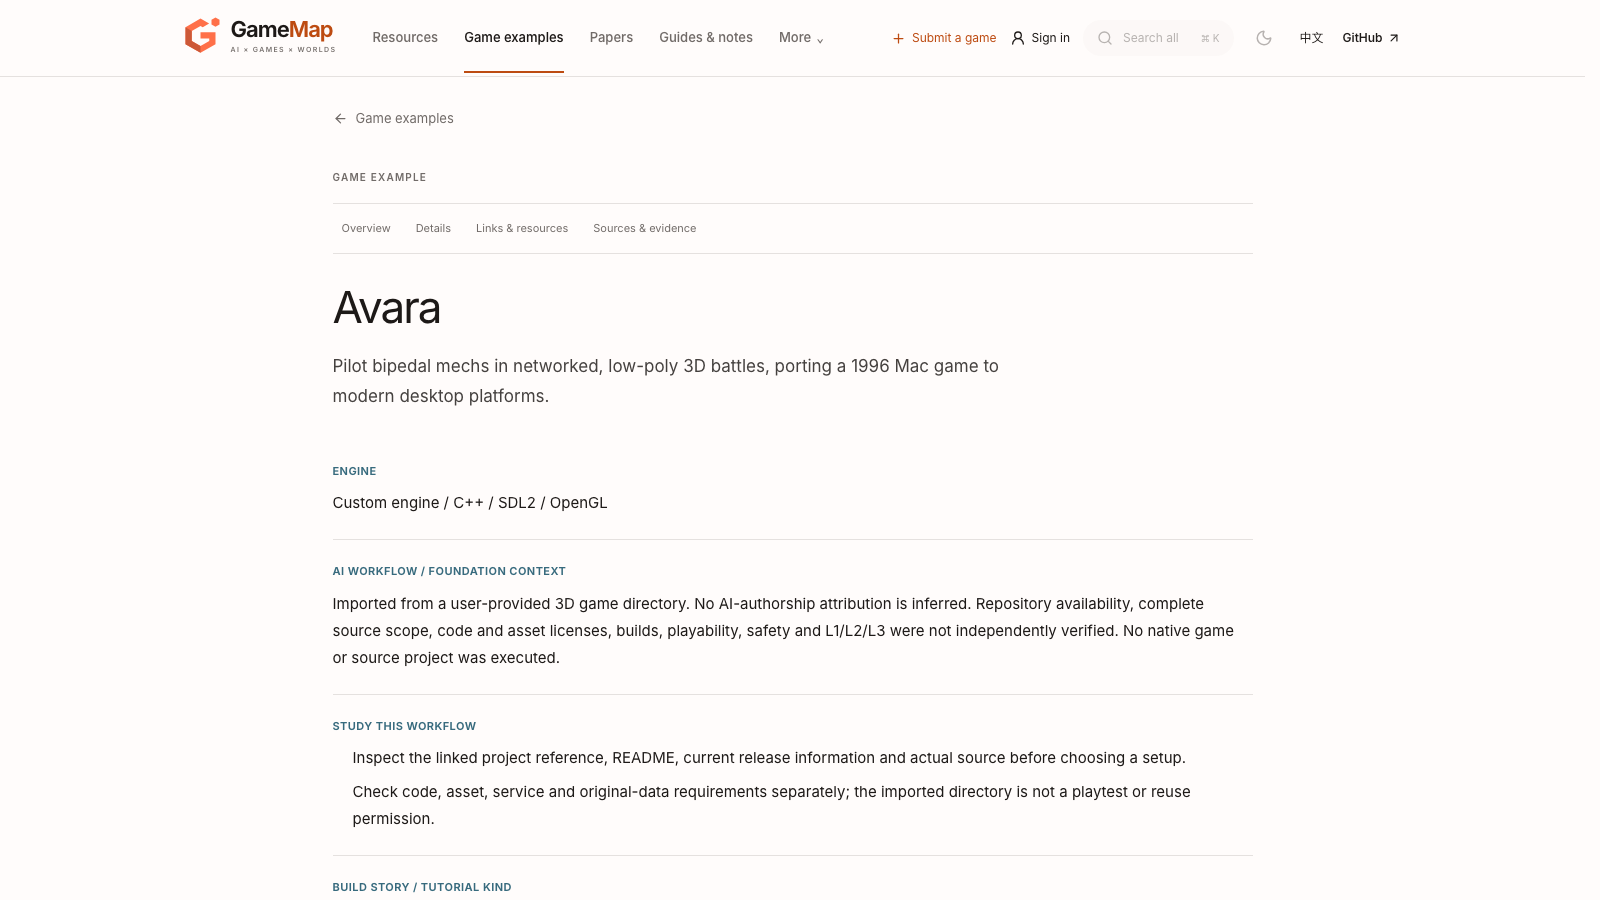 GameMap
AI × GAMES × WORLDS
Resources
Game examples
Papers
Guides & notes
More
Submit a game
Sign in
Search all
⌘ K
中文
GitHub
Game examples
GAME EXAMPLE
Overview
Details
Links & resources
Sources & evidence
Avara
Pilot bipedal mechs in networked, low-poly 3D battles, porting a 1996 Mac game to
modern desktop platforms.
ENGINE
Custom engine / C++ / SDL2 / OpenGL
AI WORKFLOW / FOUNDATION CONTEXT
Imported from a user-provided 3D game directory. No AI-authorship attribution is inferred. Repository availability, complete
source scope, code and asset licenses, builds, playability, safety and L1/L2/L3 were not independently verified. No native game
or source project was executed.
STUDY THIS WORKFLOW
Inspect the linked project reference, README, current release information and actual source before choosing a setup.
Check code, asset, service and original-data requirements separately; the imported directory is not a playtest or reuse
permission.
BUILD STORY / TUTORIAL KIND